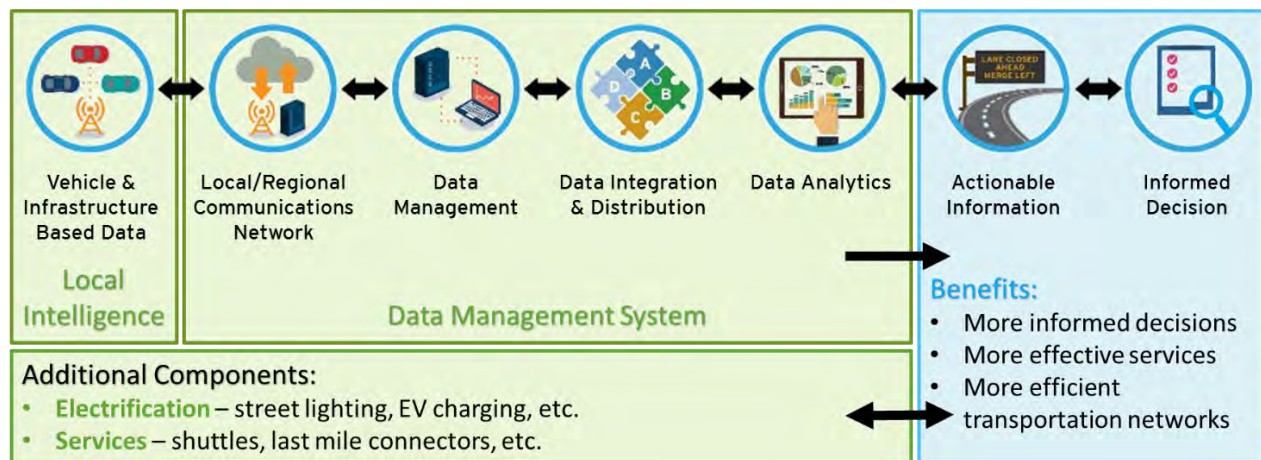 A
B
C
D
LANE CLOSED
AHEAD
MERGE LEFT
Vehicle &
Infrastructure
Based Data
Local/Regional
Communications
Network
Data
Management
Data Integration
& Distribution
Data Analytics
Actionable
Information
Informed
Decision
Local
Intelligence
Data Management System
Benefits:
• More informed decisions
• More effective services
• More efficient
transportation networks
Additional Components:
• Electrification – street lighting, EV charging, etc.
• Services – shuttles, last mile connectors, etc.